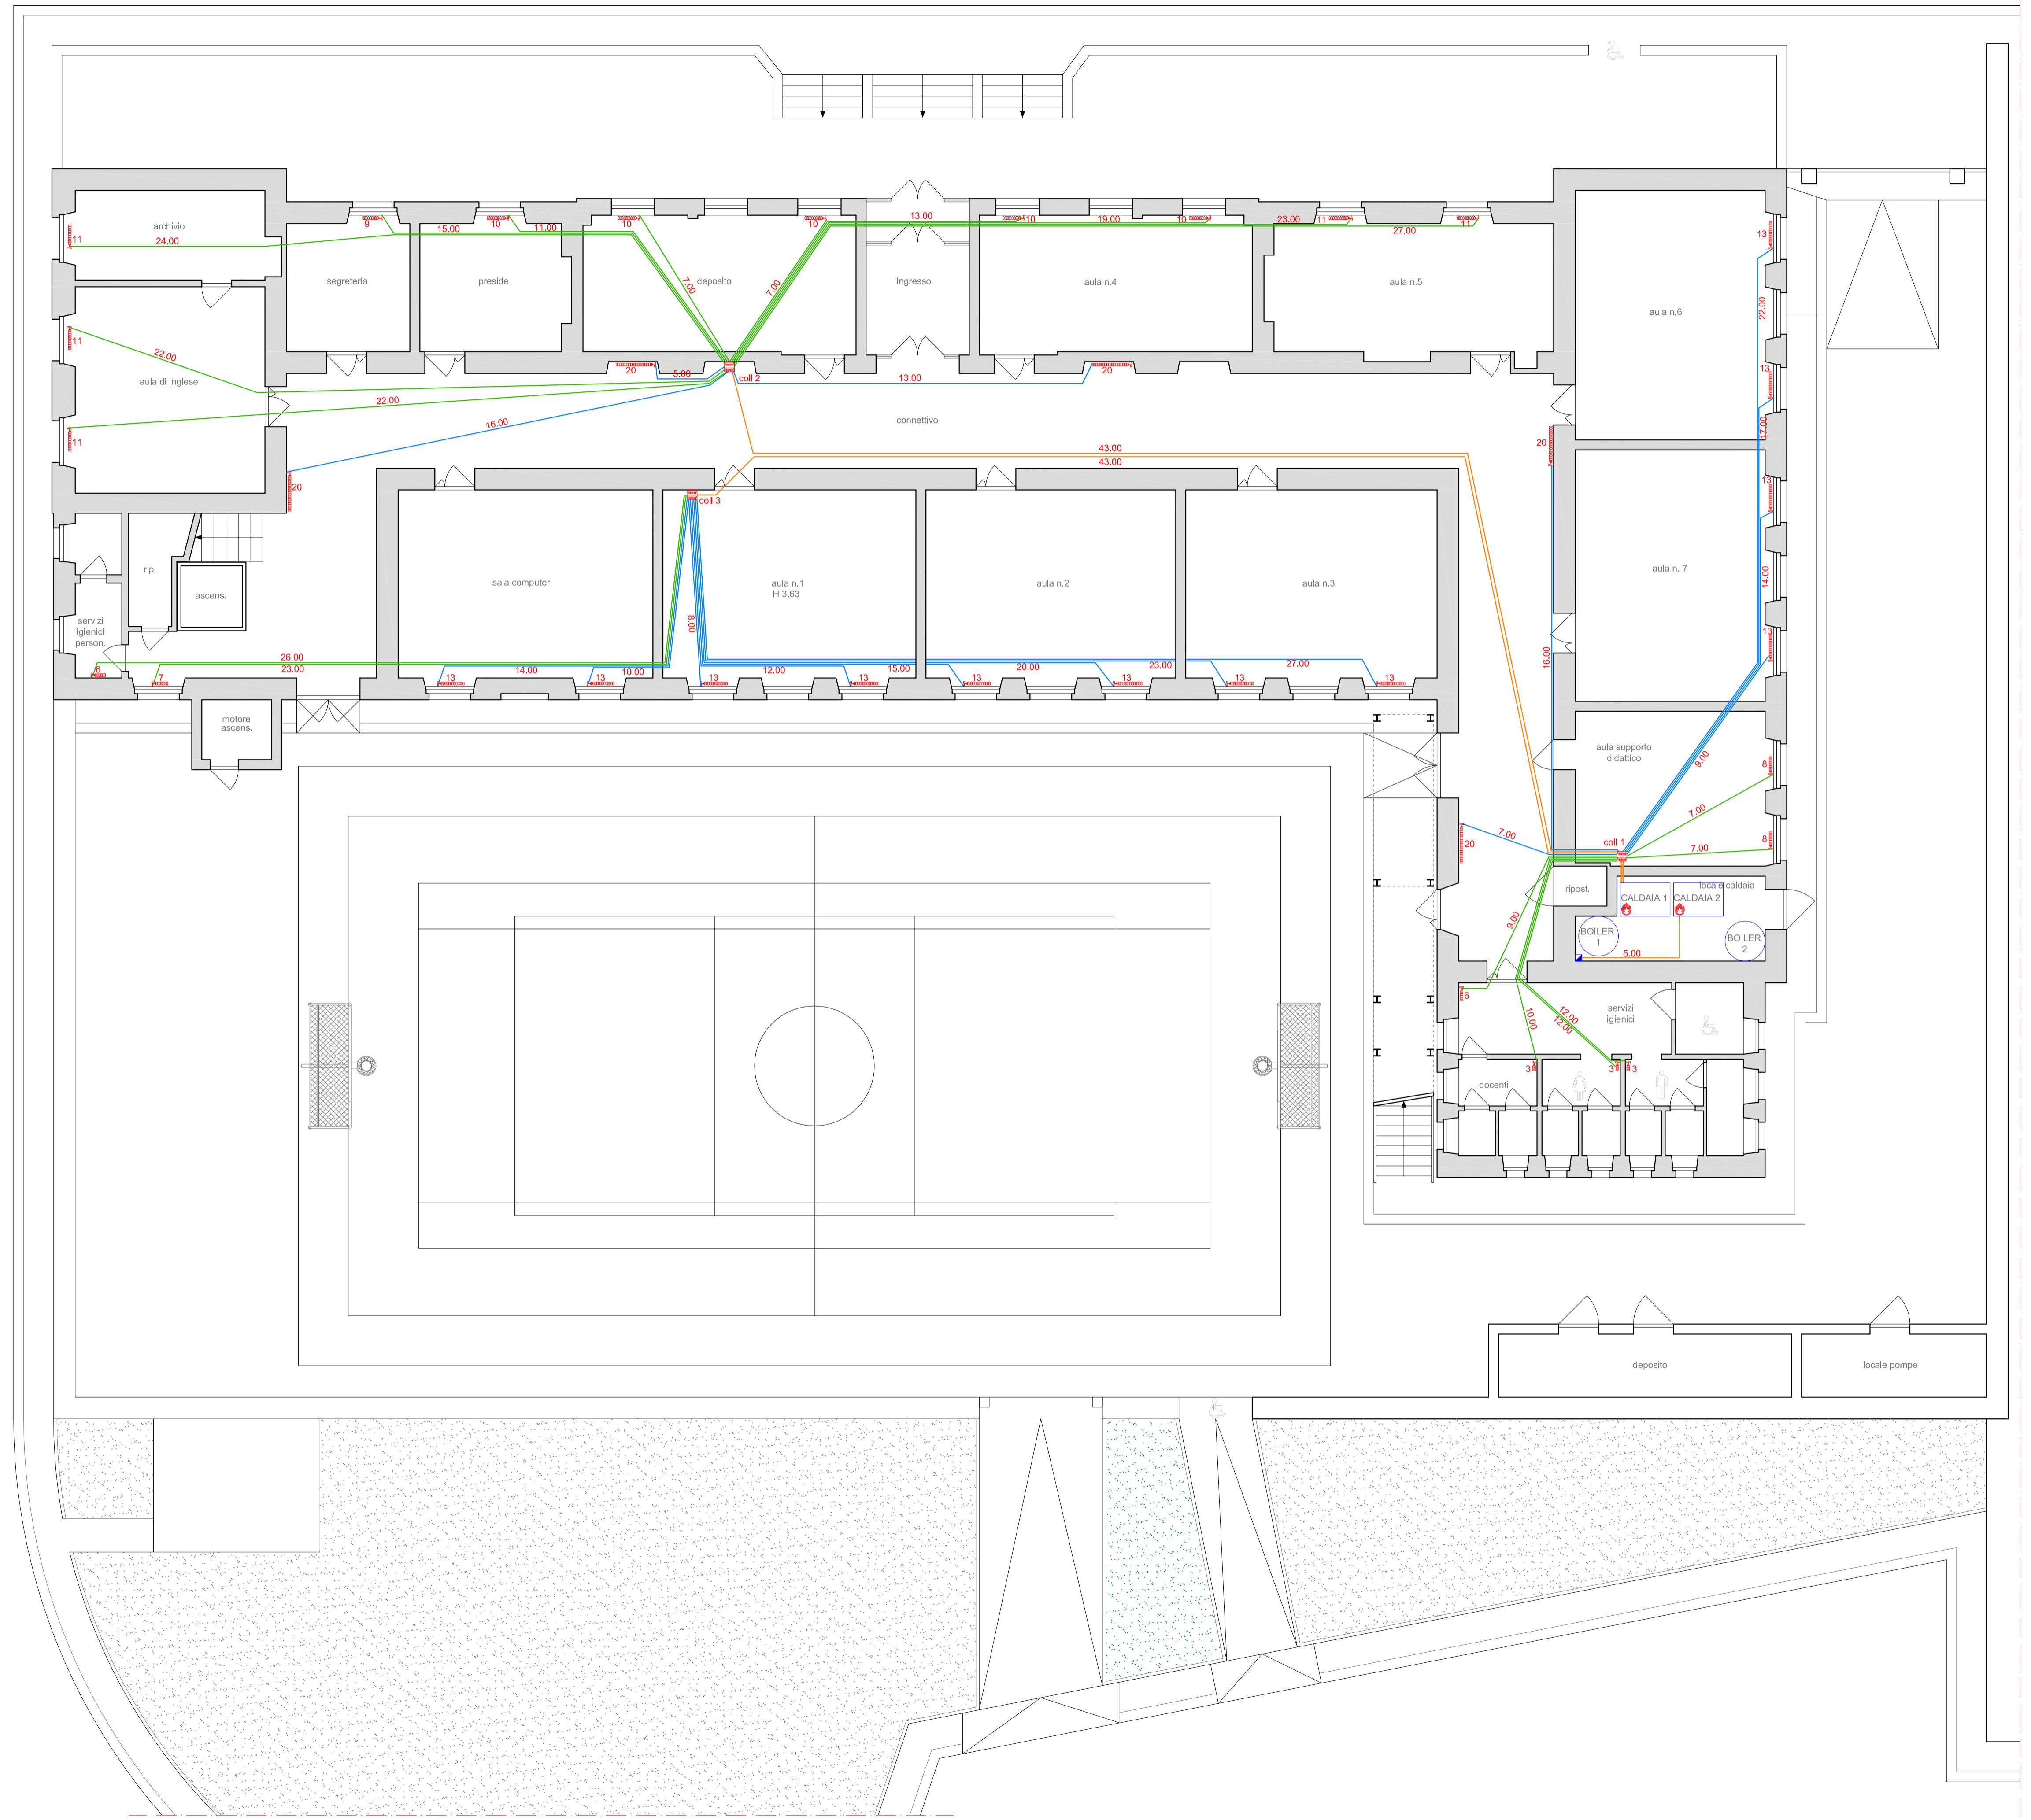 archivio
11
24.00
9
15.00
10
11.00
10
7.00
10
7.00
13.00
10
19.00
10
23.00
11
27.00
11
13
segreteria
preside
deposito
ingresso
aula n.4
aula n.5
aula n.6
22.00
11
22.00
aula di inglese
20
5.00
coll 2
13.00
20
13
22.00
11
16.00
connettivo
17.00
20
43.00
43.00
20
13
coll 3
rip.
ascens.
sala computer
aula n.1
H 3.63
aula n.2
aula n.3
aula n. 7
14.00
servizi
igienici
person.
8.00
13
16.00
26.00
23.00
6
7
14.00
10.00
12.00
15.00
20.00
23.00
27.00
13
13
13
13
13
13
13
13
motore
ascens.
aula supporto
didattico
9.00
8
7.00
7.00
20
coll 1
8
7.00
ripost.
locale caldaia
CALDAIA 1
CALDAIA 2
9.00
BOILER
1
BOILER
2
5.00
6
10.00
12.00
12.00
servizi
igienici
3
3
3
docenti
deposito
locale pompe